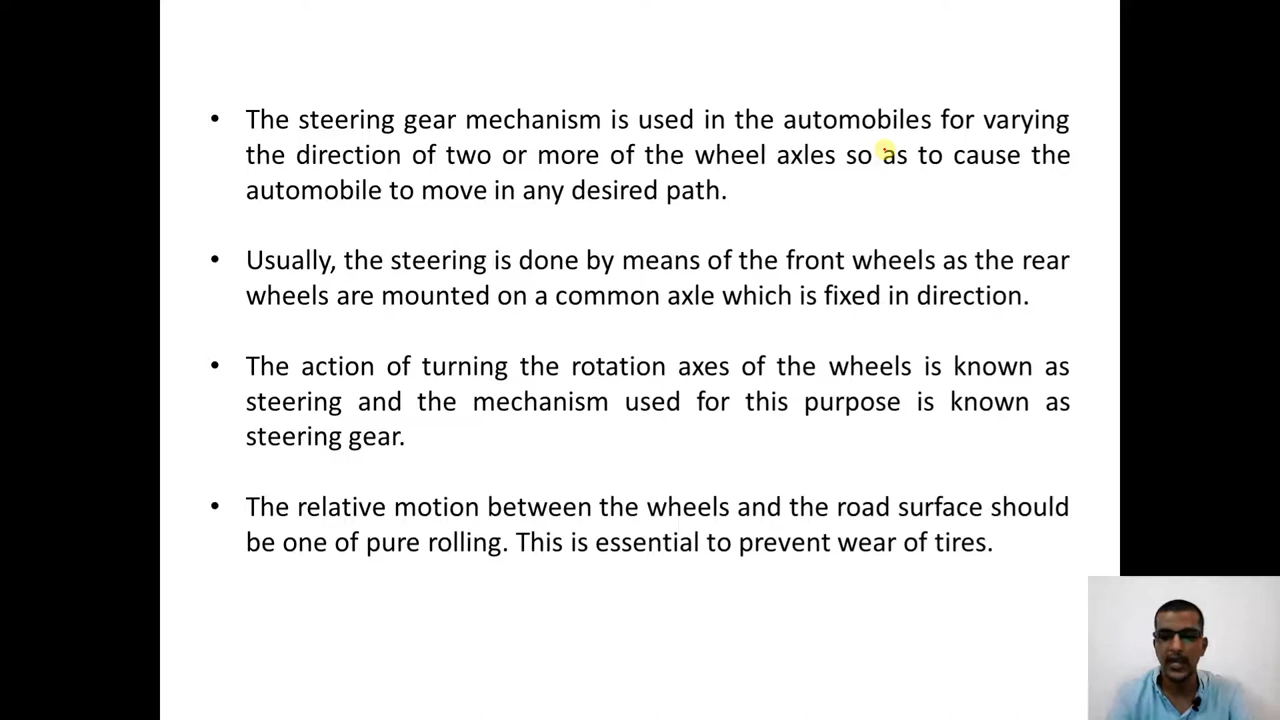 • The steering gear mechanism is used in the automobiles for varying
the direction of two or more of the wheel axles so as to cause the
automobile to move in any desired path.
• Usually, the steering is done by means of the front wheels as the rear
wheels are mounted on a common axle which is fixed in direction.
• The action of turning the rotation axes of the wheels is known as
steering and the mechanism used for this purpose is known as
steering gear.
• The relative motion between the wheels and the road surface should
be one of pure rolling. This is essential to prevent wear of tires.